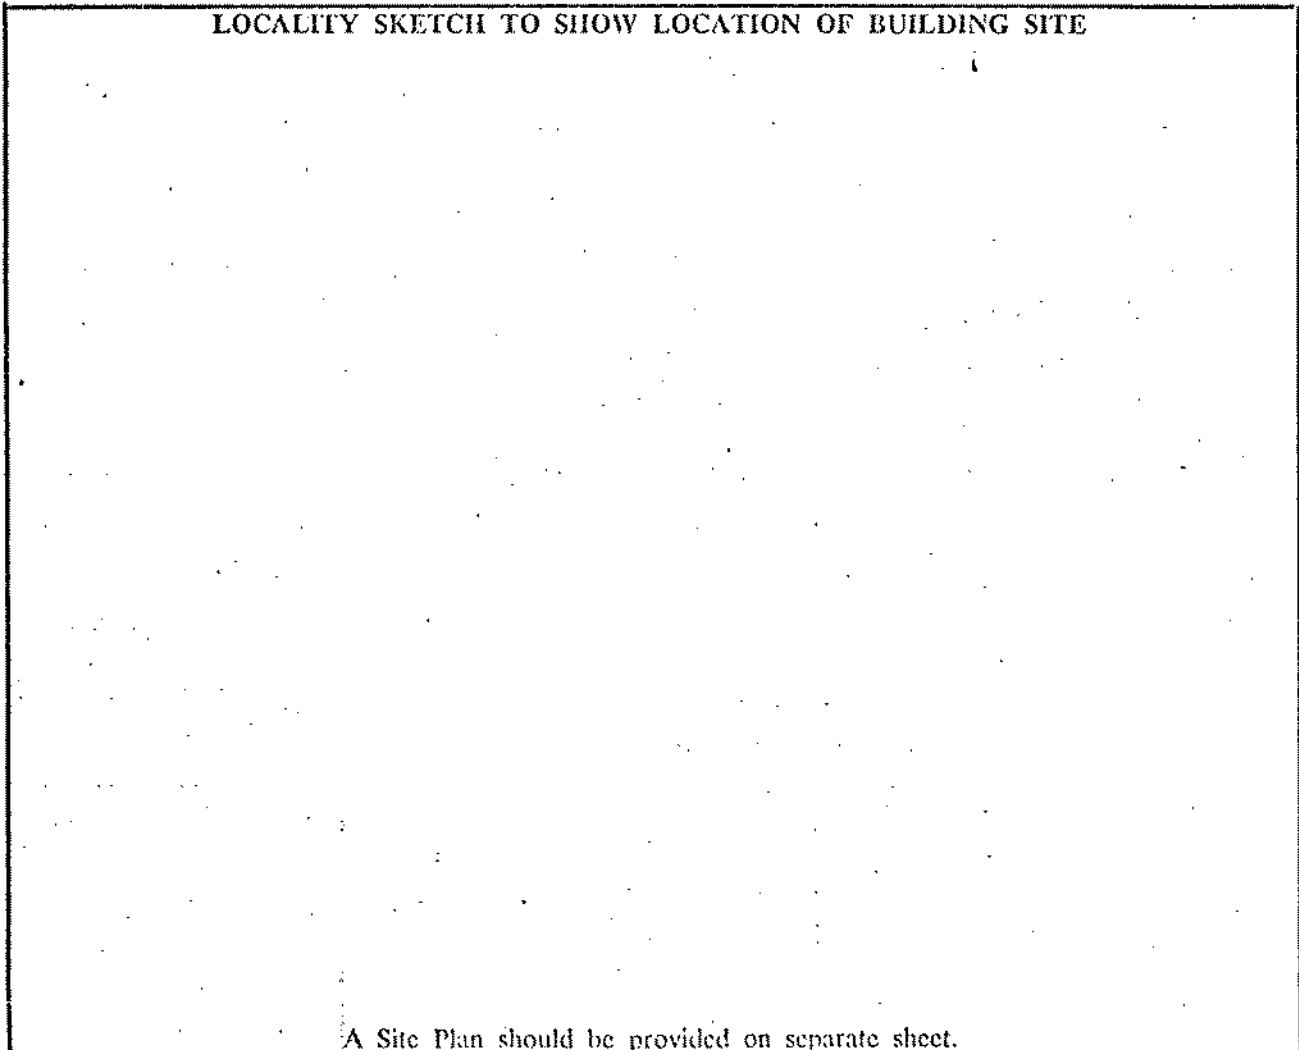 LOCALITY SKETCH TO SHOW LOCATION OF BUILDING SITE
A Site Plan should be provided on separate sheet.